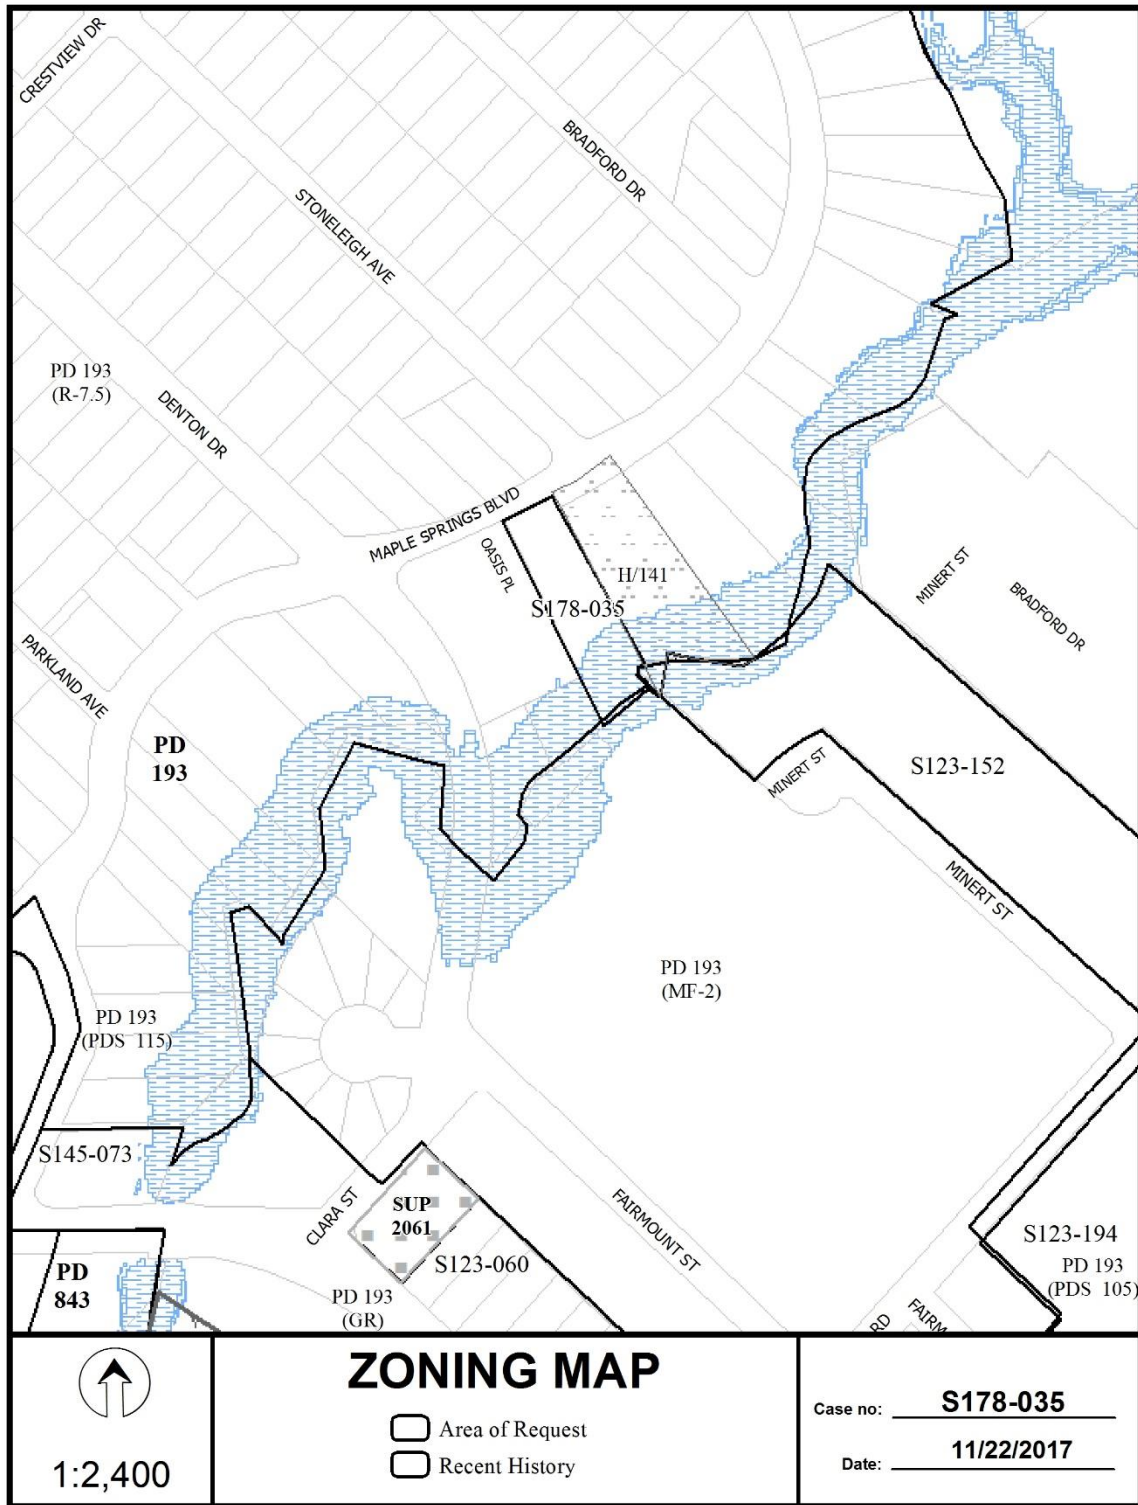 CRESTVIEW DR
BRADFORD DR
STONELEIGH AVE
PD 193
(R-7.5)
DENTON DR
MAPLE SPRINGS BLVD
OASIS PL
H/141
S178-035
MINERT ST
BRADFORD DR
PARKLAND AVE
PD
193
MINERT ST
S123-152
MINERT ST
PD 193
(MF-2)
PD 193
(PDS 115)
S145-073
CLARA ST
SUP
2061
FAIRMOUNT ST
S123-060
S123-194
PD 193
(PDS 105)
PD
843
PD 193
(GR)
RD
FAIRM
ZONING MAP
Area of Request
Recent History
1:2,400
Case no: S178-035
Date: 11/22/2017